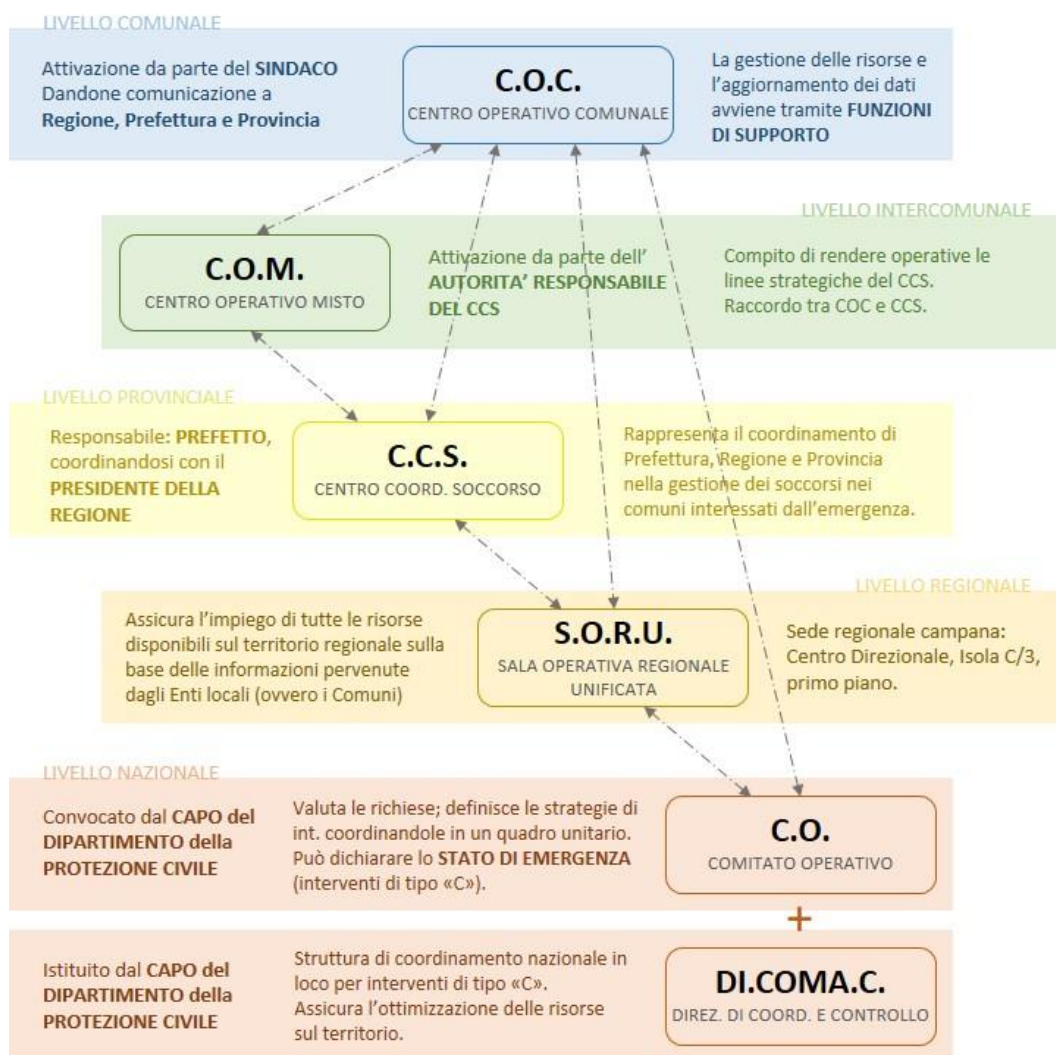 LIVELLO COMUNALE
Attivazione da parte del SINDACO
Dandone comunicazione a
Regione, Prefettura e Provincia
C.O.C.
CENTRO OPERATIVO COMUNALE
La gestione delle risorse e
l'aggiornamento dei dati
avviene tramite FUNZIONI
DI SUPPORTO
LIVELLO INTERCOMUNALE
C.O.M.
CENTRO OPERATIVO MISTO
Attivazione da parte dell'
AUTORITA' RESPONSABILE
DEL CCS
Compito di rendere operative le
linee strategiche del CCS.
Raccordo tra COC e CCS.
LIVELLO PROVINCIALE
Responsabile: PREFETTO,
coordinandosi con il
PRESIDENTE DELLA
REGIONE
C.C.S.
CENTRO COORD. SOCCORSO
Rappresenta il coordinamento di
Prefettura, Regione e Provincia
nella gestione dei soccorsi nei
comuni interessati dall'emergenza.
LIVELLO REGIONALE
Assicura l'impiego di tutte le risorse
disponibili sul territorio regionale sulla
base delle informazioni pervenute
dagli Enti locali (ovvero i Comuni)
S.O.R.U.
SALA OPERATIVA REGIONALE
UNIFICATA
Sede regionale campana:
Centro Direzionale, Isola C/3,
primo piano.
LIVELLO NAZIONALE
Convocato dal CAPO del
DIPARTIMENTO della
PROTEZIONE CIVILE
Valuta le richiese; definisce le strategie di
int. coordinandole in un quadro unitario.
Può dichiarare lo STATO DI EMERGENZA
(interventi di tipo «C»).
C.O.
COMITATO OPERATIVO
+
Istituito dal CAPO del
DIPARTIMENTO della
PROTEZIONE CIVILE
Struttura di coordinamento nazionale in
loco per interventi di tipo «C».
Assicura l'ottimizzazione delle risorse
sul territorio.
DI.COMA.C.
DIREZ. DI COORD. E CONTROLLO